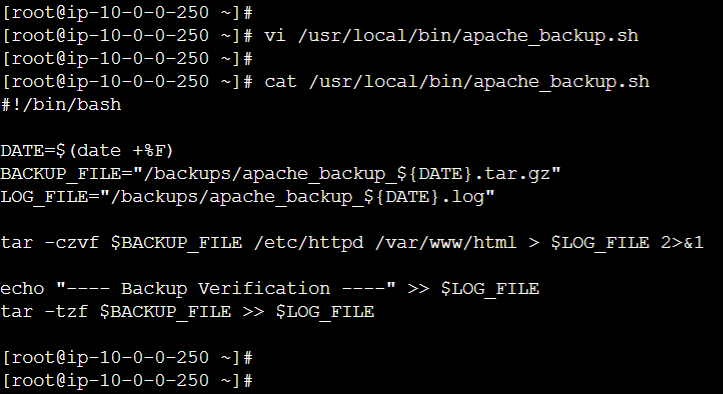 [root@ip-10-0-0-250 ~]#
[root@ip-10-0-0-250 ~]# vi /usr/local/bin/apache_backup.sh
[root@ip-10-0-0-250 ~]#
[root@ip-10-0-0-250 ~]# cat /usr/local/bin/apache_backup.sh
#!/bin/bash
DATE=$(date +%F)
BACKUP_FILE="/backups/apache_backup_${DATE}.tar.gz"
LOG_FILE="/backups/apache_backup_${DATE}.log"
tar -czvf $BACKUP_FILE /etc/httpd /var/www/html > $LOG_FILE 2>&1
echo "---- Backup Verification ----" >> $LOG_FILE
tar -tzf $BACKUP_FILE >> $LOG_FILE
[root@ip-10-0-0-250 ~]#
[root@ip-10-0-0-250 ~]#